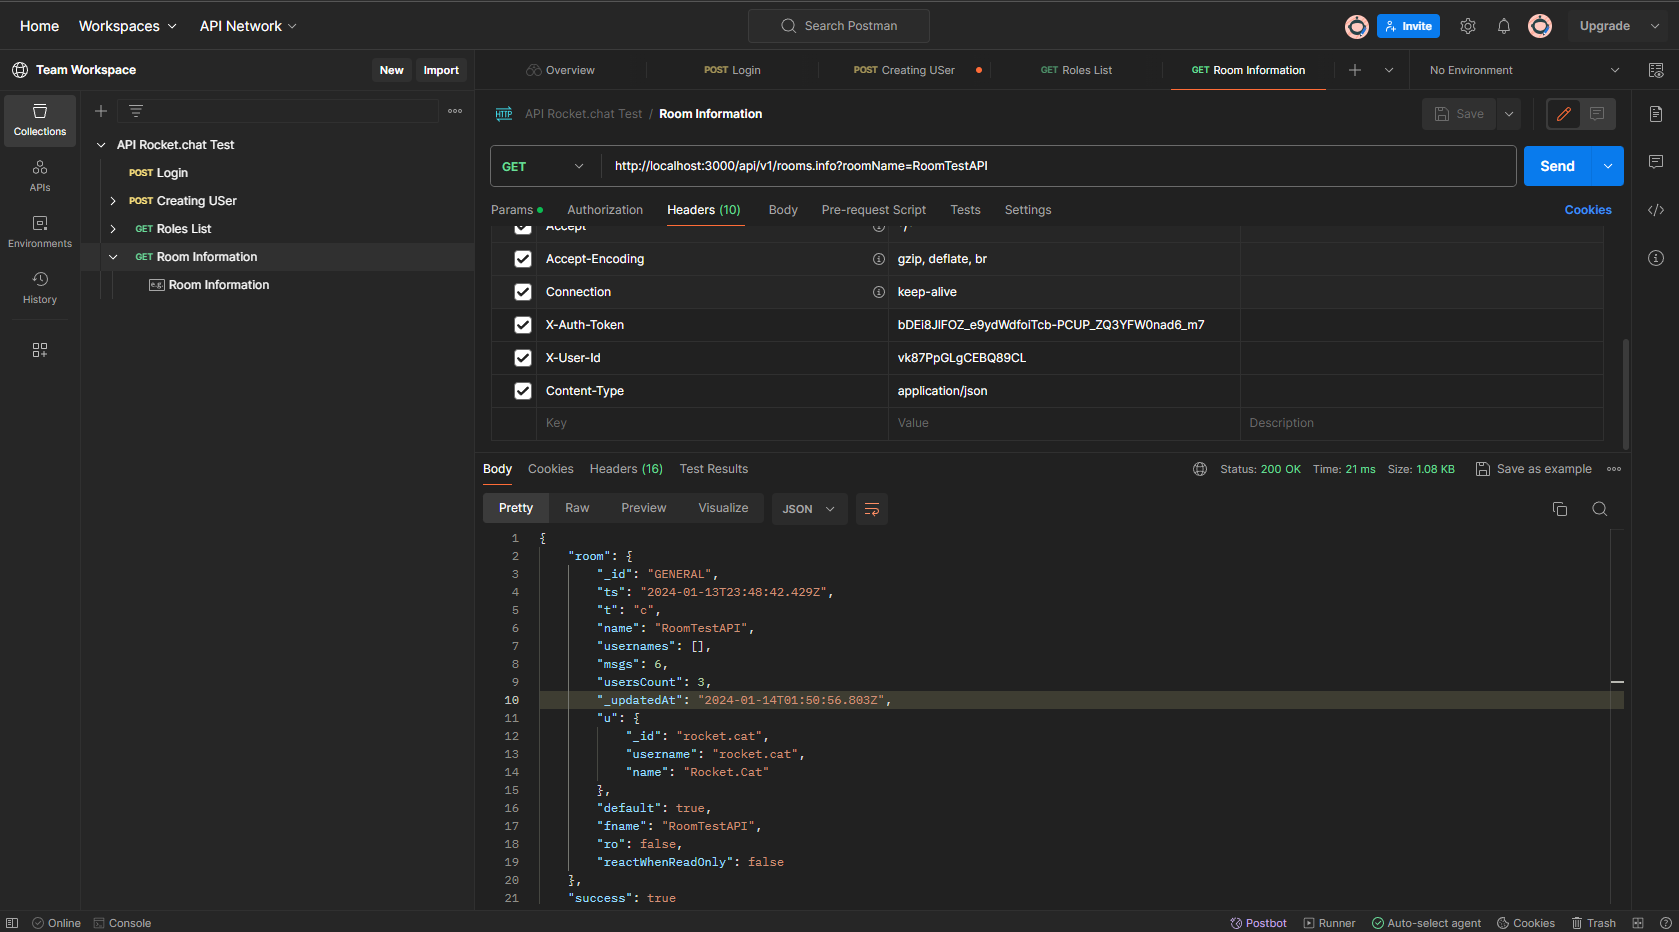 Home Workspaces API Network Search Postman Invite Upgrade
Team Workspace New Import Overview POST Login POST Creating USer GET Roles List GET Room Information No Environment
Collections
APIs
Environments
History
API Rocket.chat Test
POST Login
POST Creating USer
GET Roles List
GET Room Information
e.g. Room Information
HTTP API Rocket.chat Test / Room Information Save
GET http://localhost:3000/api/v1/rooms.info?roomName=RoomTestAPI Send
Params Authorization Headers (10) Body Pre-request Script Tests Settings Cookies
Accept */*
Accept-Encoding gzip, deflate, br
Connection keep-alive
X-Auth-Token bDEi8JlFOZ_e9ydWdfoiTcb-PCUP_ZQ3YFW0nad6_m7
X-User-Id vk87PpGLgCEBQ89CL
Content-Type application/json
Key Value Description
Body Cookies Headers (16) Test Results Status: 200 OK Time: 21 ms Size: 1.08 KB Save as example
Pretty Raw Preview Visualize JSON
1 {
2 "room": {
3 "_id": "GENERAL",
4 "ts": "2024-01-13T23:48:42.429Z",
5 "t": "c",
6 "name": "RoomTestAPI",
7 "usernames": [],
8 "msgs": 6,
9 "usersCount": 3,
10 "_updatedAt": "2024-01-14T01:50:56.803Z",
11 "u": {
12 "_id": "rocket.cat",
13 "username": "rocket.cat",
14 "name": "Rocket.Cat"
15 },
16 "default": true,
17 "fname": "RoomTestAPI",
18 "ro": false,
19 "reactWhenReadOnly": false
20 },
21 "success": true
Online Console Postbot Runner Auto-select agent Cookies Trash